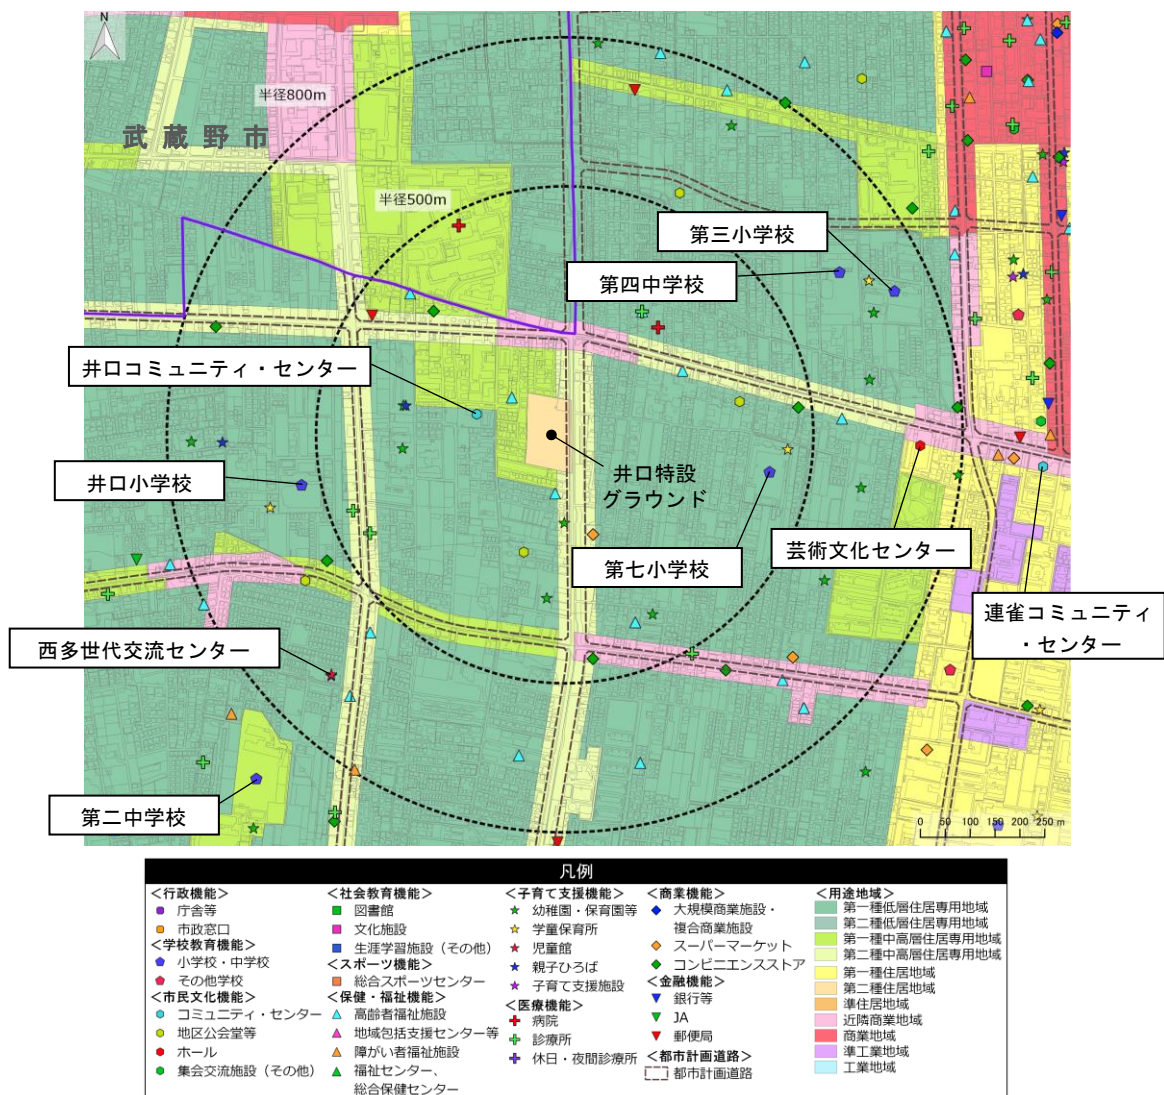 N
半径800m
武蔵野市
半径500m
第三小学校
第四中学校
井口コミュニティ・センター
井口小学校
井口特設
グラウンド
第七小学校
芸術文化センター
連雀コミュニティ
・センター
西多世代交流センター
第二中学校
0 50 100 150 200 250 m
凡例
＜行政機能＞
庁舎等
市政窓口
＜学校教育機能＞
小学校・中学校
その他学校
＜市民文化機能＞
コミュニティ・センター
地区公会堂等
ホール
集会交流施設（その他）
＜社会教育機能＞
図書館
文化施設
生涯学習施設（その他）
＜スポーツ機能＞
総合スポーツセンター
＜保健・福祉機能＞
高齢者福祉施設
地域包括支援センター等
障がい者福祉施設
福祉センター、
総合保健センター
＜子育て支援機能＞
幼稚園・保育園等
学童保育所
児童館
親子ひろば
子育て支援施設
＜医療機能＞
病院
診療所
休日・夜間診療所
＜商業機能＞
大規模商業施設・
複合商業施設
スーパーマーケット
コンビニエンスストア
＜金融機能＞
銀行等
JA
郵便局
＜都市計画道路＞
都市計画道路
＜用途地域＞
第一種低層住居専用地域
第二種低層住居専用地域
第一種中高層住居専用地域
第二種中高層住居専用地域
第一種住居地域
第二種住居地域
準住居地域
近隣商業地域
商業地域
準工業地域
工業地域